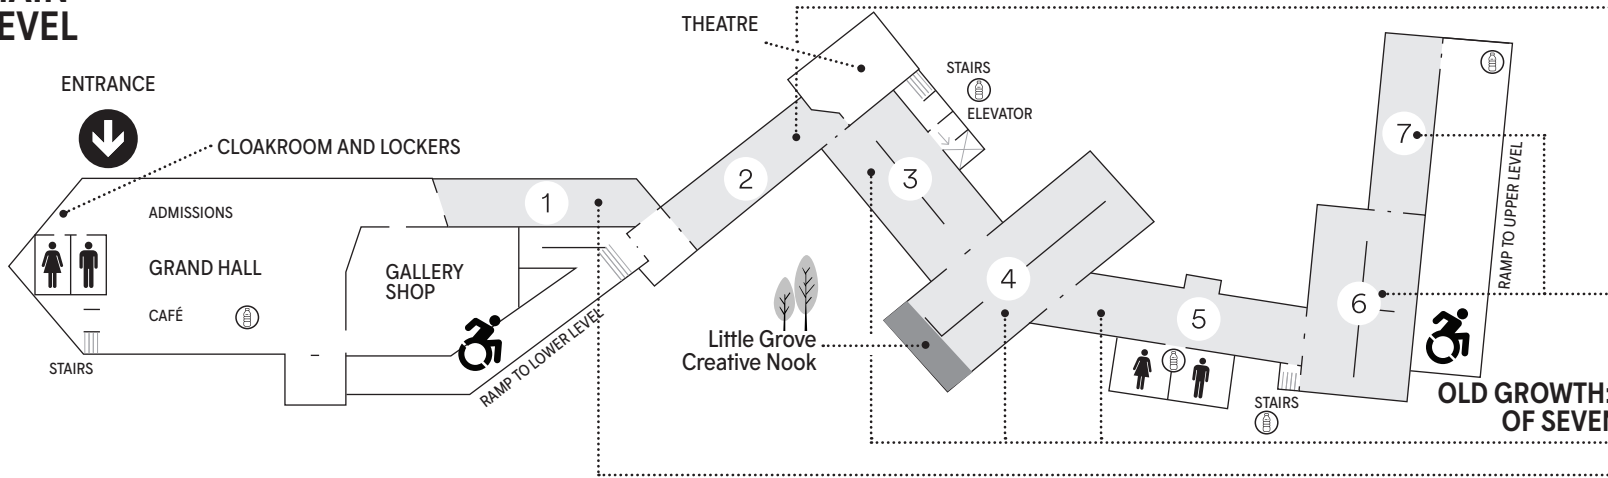 EVEL
ENTRANCE
CLOAKROOM AND LOCKERS
ADMISSIONS
GRAND HALL
CAFÉ
STAIRS
GALLERY
SHOP
RAMP TO LOWER LEVEL
1
2
THEATRE
STAIRS
ELEVATOR
3
4
Little Grove
Creative Nook
5
STAIRS
6
7
RAMP TO UPPER LEVEL
OLD GROWTH:
OF SEVEN